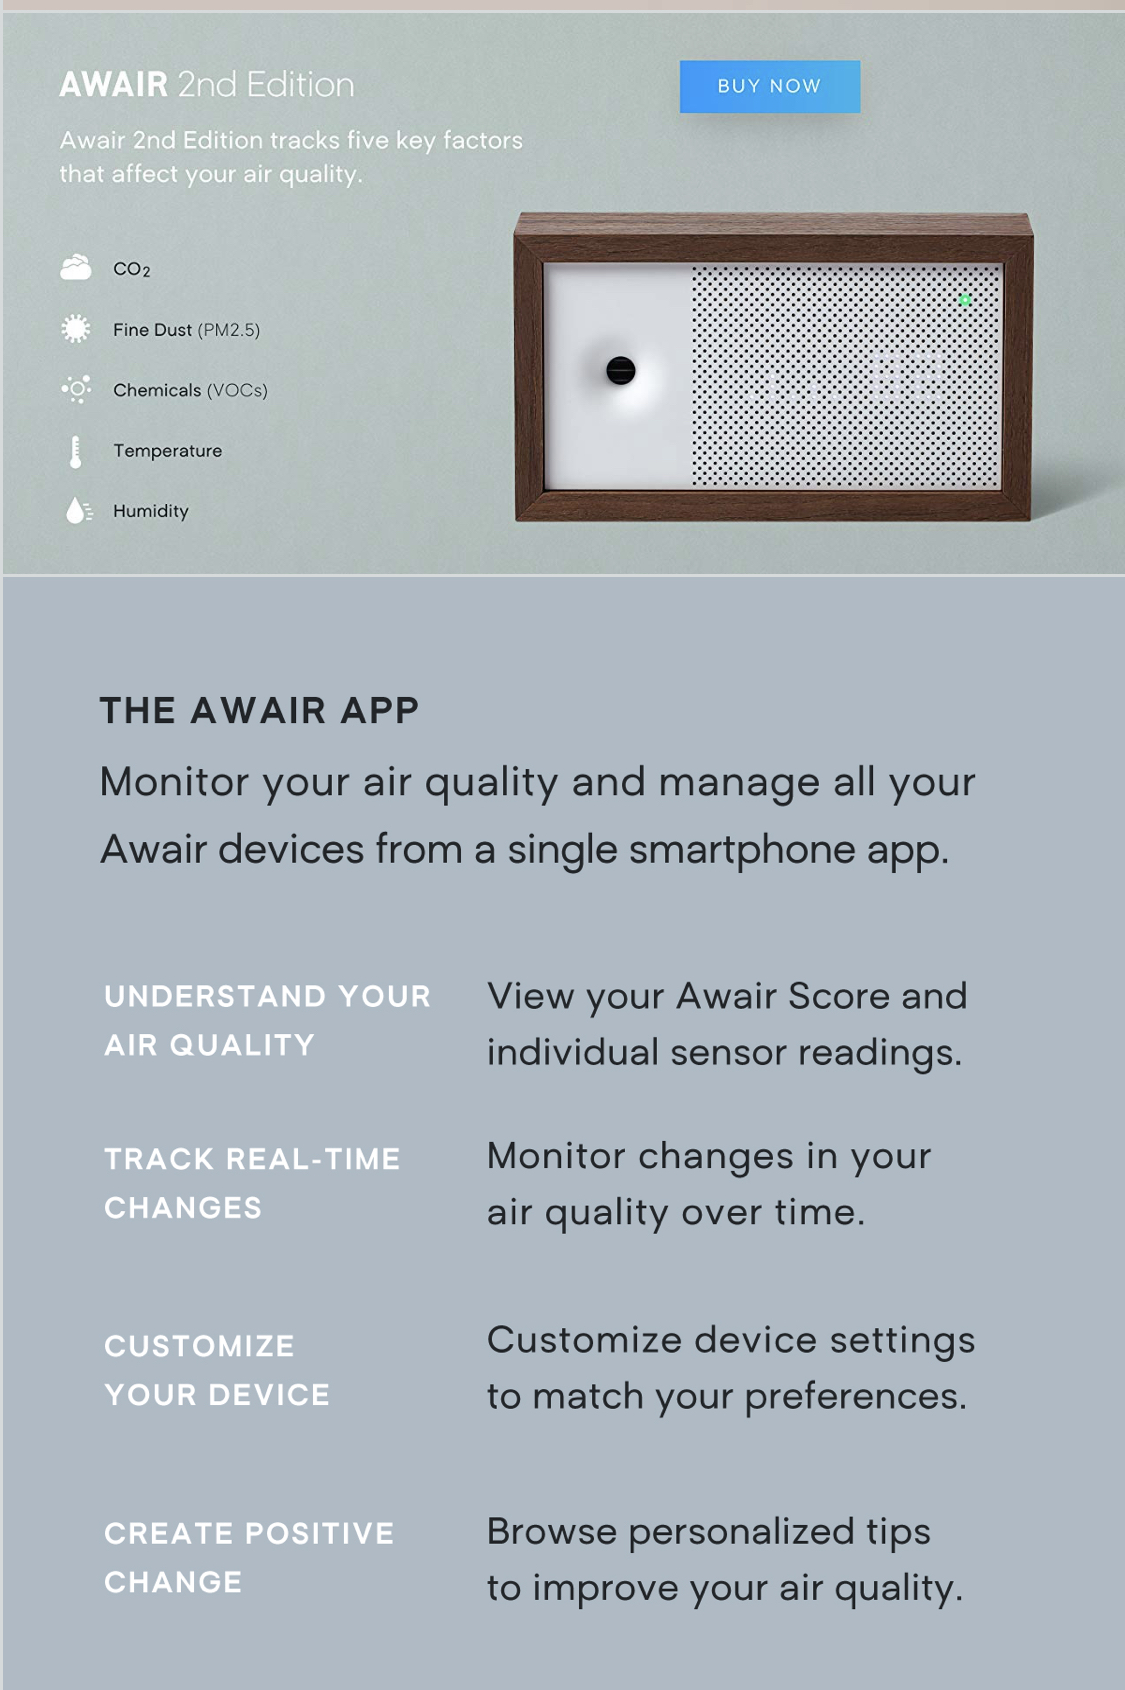 AWAIR 2nd Edition
BUY NOW
Awair 2nd Edition tracks five key factors
that affect your air quality.
CO₂
Fine Dust (PM2.5)
Chemicals (VOCs)
Temperature
Humidity
THE AWAIR APP
Monitor your air quality and manage all your
Awair devices from a single smartphone app.
UNDERSTAND YOUR
AIR QUALITY
View your Awair Score and
individual sensor readings.
TRACK REAL-TIME
CHANGES
Monitor changes in your
air quality over time.
CUSTOMIZE
YOUR DEVICE
Customize device settings
to match your preferences.
CREATE POSITIVE
CHANGE
Browse personalized tips
to improve your air quality.